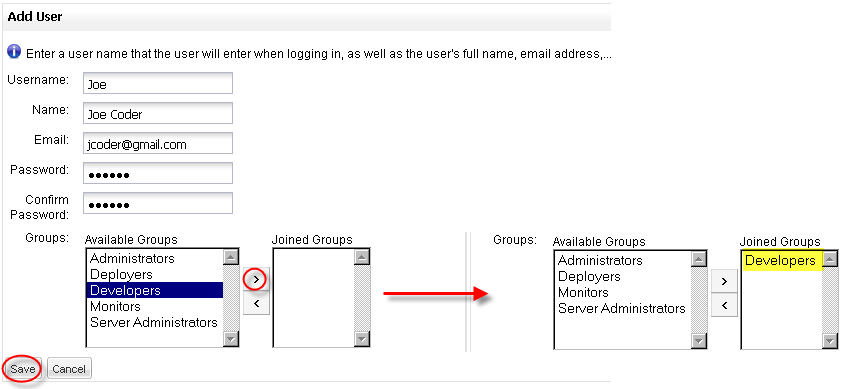 Add User
Enter a user name that the user will enter when logging in, as well as the user's full name, email address,...
Username: Joe
Name: Joe Coder
Email: jcoder@gmail.com
Password: ●●●●●●
Confirm
Password: ●●●●●●
Groups:
Available Groups
Administrators
Deployers
Developers
Monitors
Server Administrators
>
<
Joined Groups
Groups:
Available Groups
Administrators
Deployers
Monitors
Server Administrators
>
<
Joined Groups
Developers
Save
Cancel